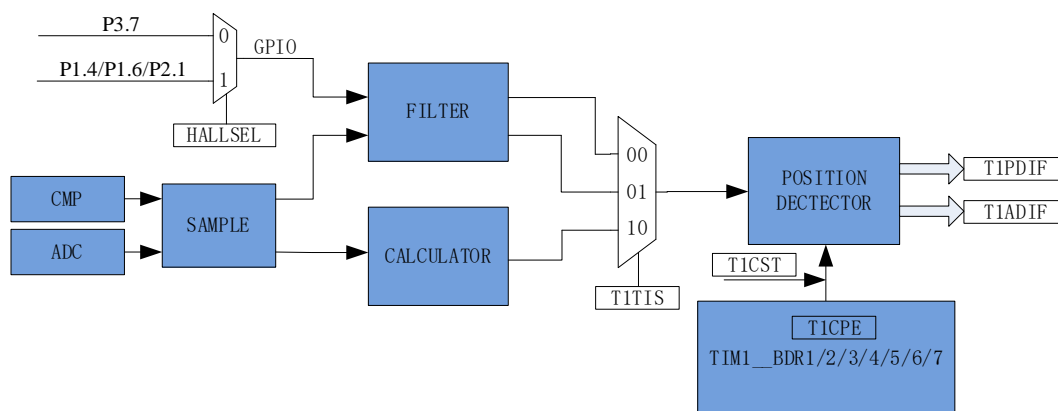 P3.7
0
GPIO
P1.4/P1.6/P2.1
1
HALLSEL
FILTER
CMP
SAMPLE
ADC
CALCULATOR
00
01
10
T1TIS
POSITION
DECTECTOR
T1PDIF
T1ADIF
T1CST
T1CPE
TIM1__BDR1/2/3/4/5/6/7